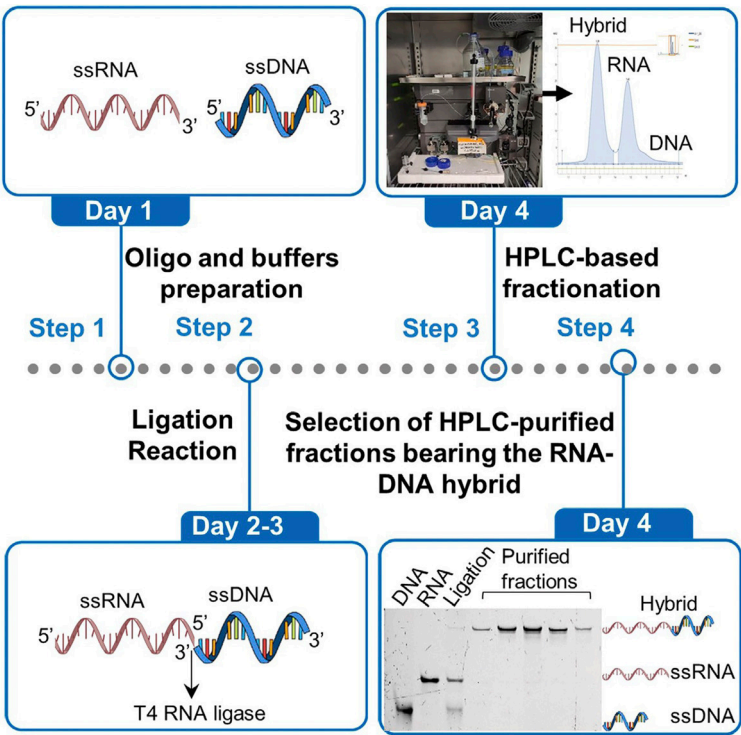 ssRNA
ssDNA
5’
3’
5’
3’
Day 1
Hybrid
RNA
DNA
Day 4
Oligo and buffers
preparation
HPLC-based
fractionation
Step 1
Step 2
Step 3
Step 4
Ligation
Reaction
Selection of HPLC-purified
fractions bearing the RNA-
DNA hybrid
Day 2-3
ssRNA
ssDNA
5’
3’
5’
3’
T4 RNA ligase
Day 4
DNA
RNA
Ligation
Purified
fractions
Hybrid
ssRNA
ssDNA